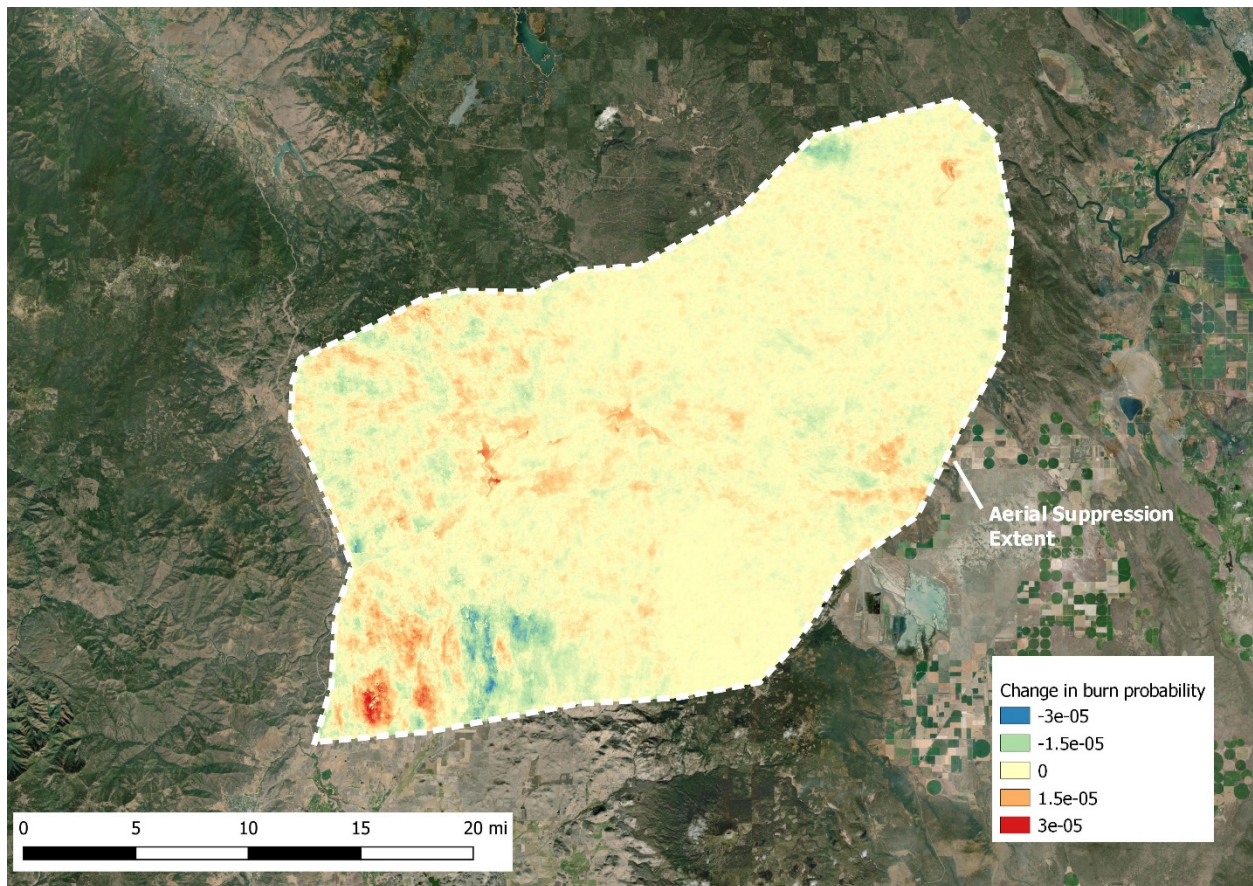 Aerial Suppression
Extent
Change in burn probability
-3e-05
-1.5e-05
0
1.5e-05
3e-05
0 5 10 15 20 mi